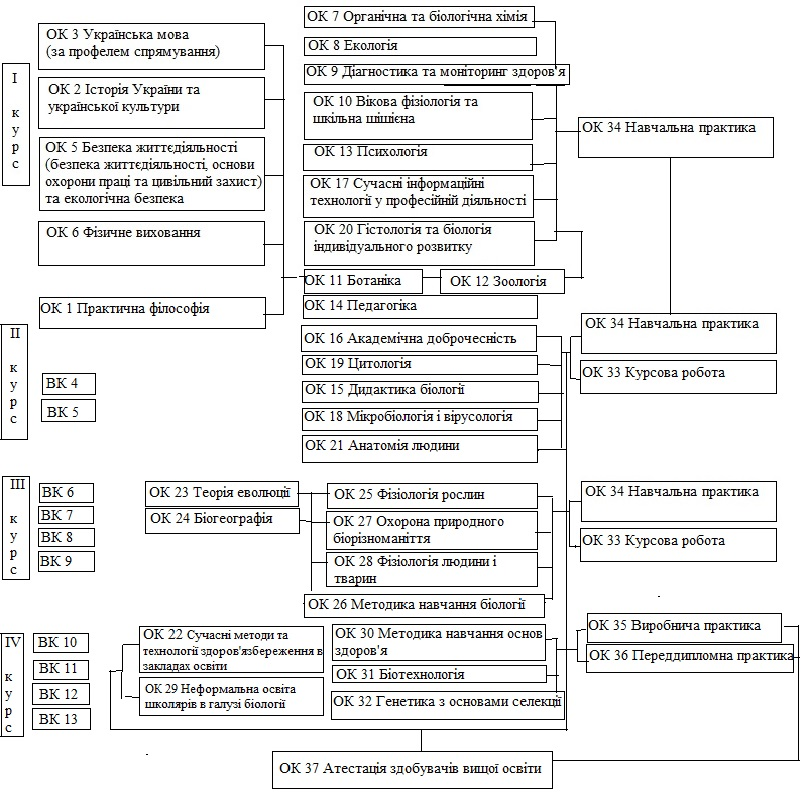 І
к
у
р
с
ОК 3 Українська мова
(за профелем спрямування)
ОК 2 Історія України та
української культури
ОК 5 Безпека життєдіяльності
(безпека життєдіяльності, основи
охорони праці та цивільний захист)
та екологічна безпека
ОК 6 Фізичне виховання
ОК 1 Практична філософія
ОК 7 Органічна та біологічна хімія
ОК 8 Екологія
ОК 9 Діагностика та моніторинг здоров'я
ОК 10 Вікова фізіологія та
шкільна шішієна
ОК 13 Психологія
ОК 17 Сучасні інформаційні
технології у професійній діяльності
ОК 20 Гістологія та біологія
індивідуального розвитку
ОК 11 Ботаніка
ОК 12 Зоологія
ОК 14 Педагогіка
ОК 34 Навчальна практика
ІІ
к
у
р
с
ВК 4
ВК 5
ОК 16 Академічна доброчесність
ОК 19 Цитологія
ОК 15 Дидактика біології
ОК 18 Мікробіологія і вірусологія
ОК 21 Анатомія людини
ОК 34 Навчальна практика
ОК 33 Курсова робота
ІІІ
к
у
р
с
ВК 6
ВК 7
ВК 8
ВК 9
ОК 23 Теорія еволюції
ОК 24 Біогеографія
ОК 25 Фізіологія рослин
ОК 27 Охорона природного
біорізноманіття
ОК 28 Фізіологія людини і
тварин
ОК 26 Методика навчання біології
ОК 34 Навчальна практика
ОК 33 Курсова робота
ІV
к
у
р
с
ВК 10
ВК 11
ВК 12
ВК 13
ОК 22 Сучасні методи та
технології здоров'язбереження в
закладах освіти
ОК 29 Неформальна освіта
школярів в галузі біології
ОК 30 Методика навчання основ
здоров'я
ОК 31 Біотехнологія
ОК 32 Генетика з основами селекції
ОК 35 Виробнича практика
ОК 36 Переддипломна практика
ОК 37 Атестація здобувачів вищої освіти